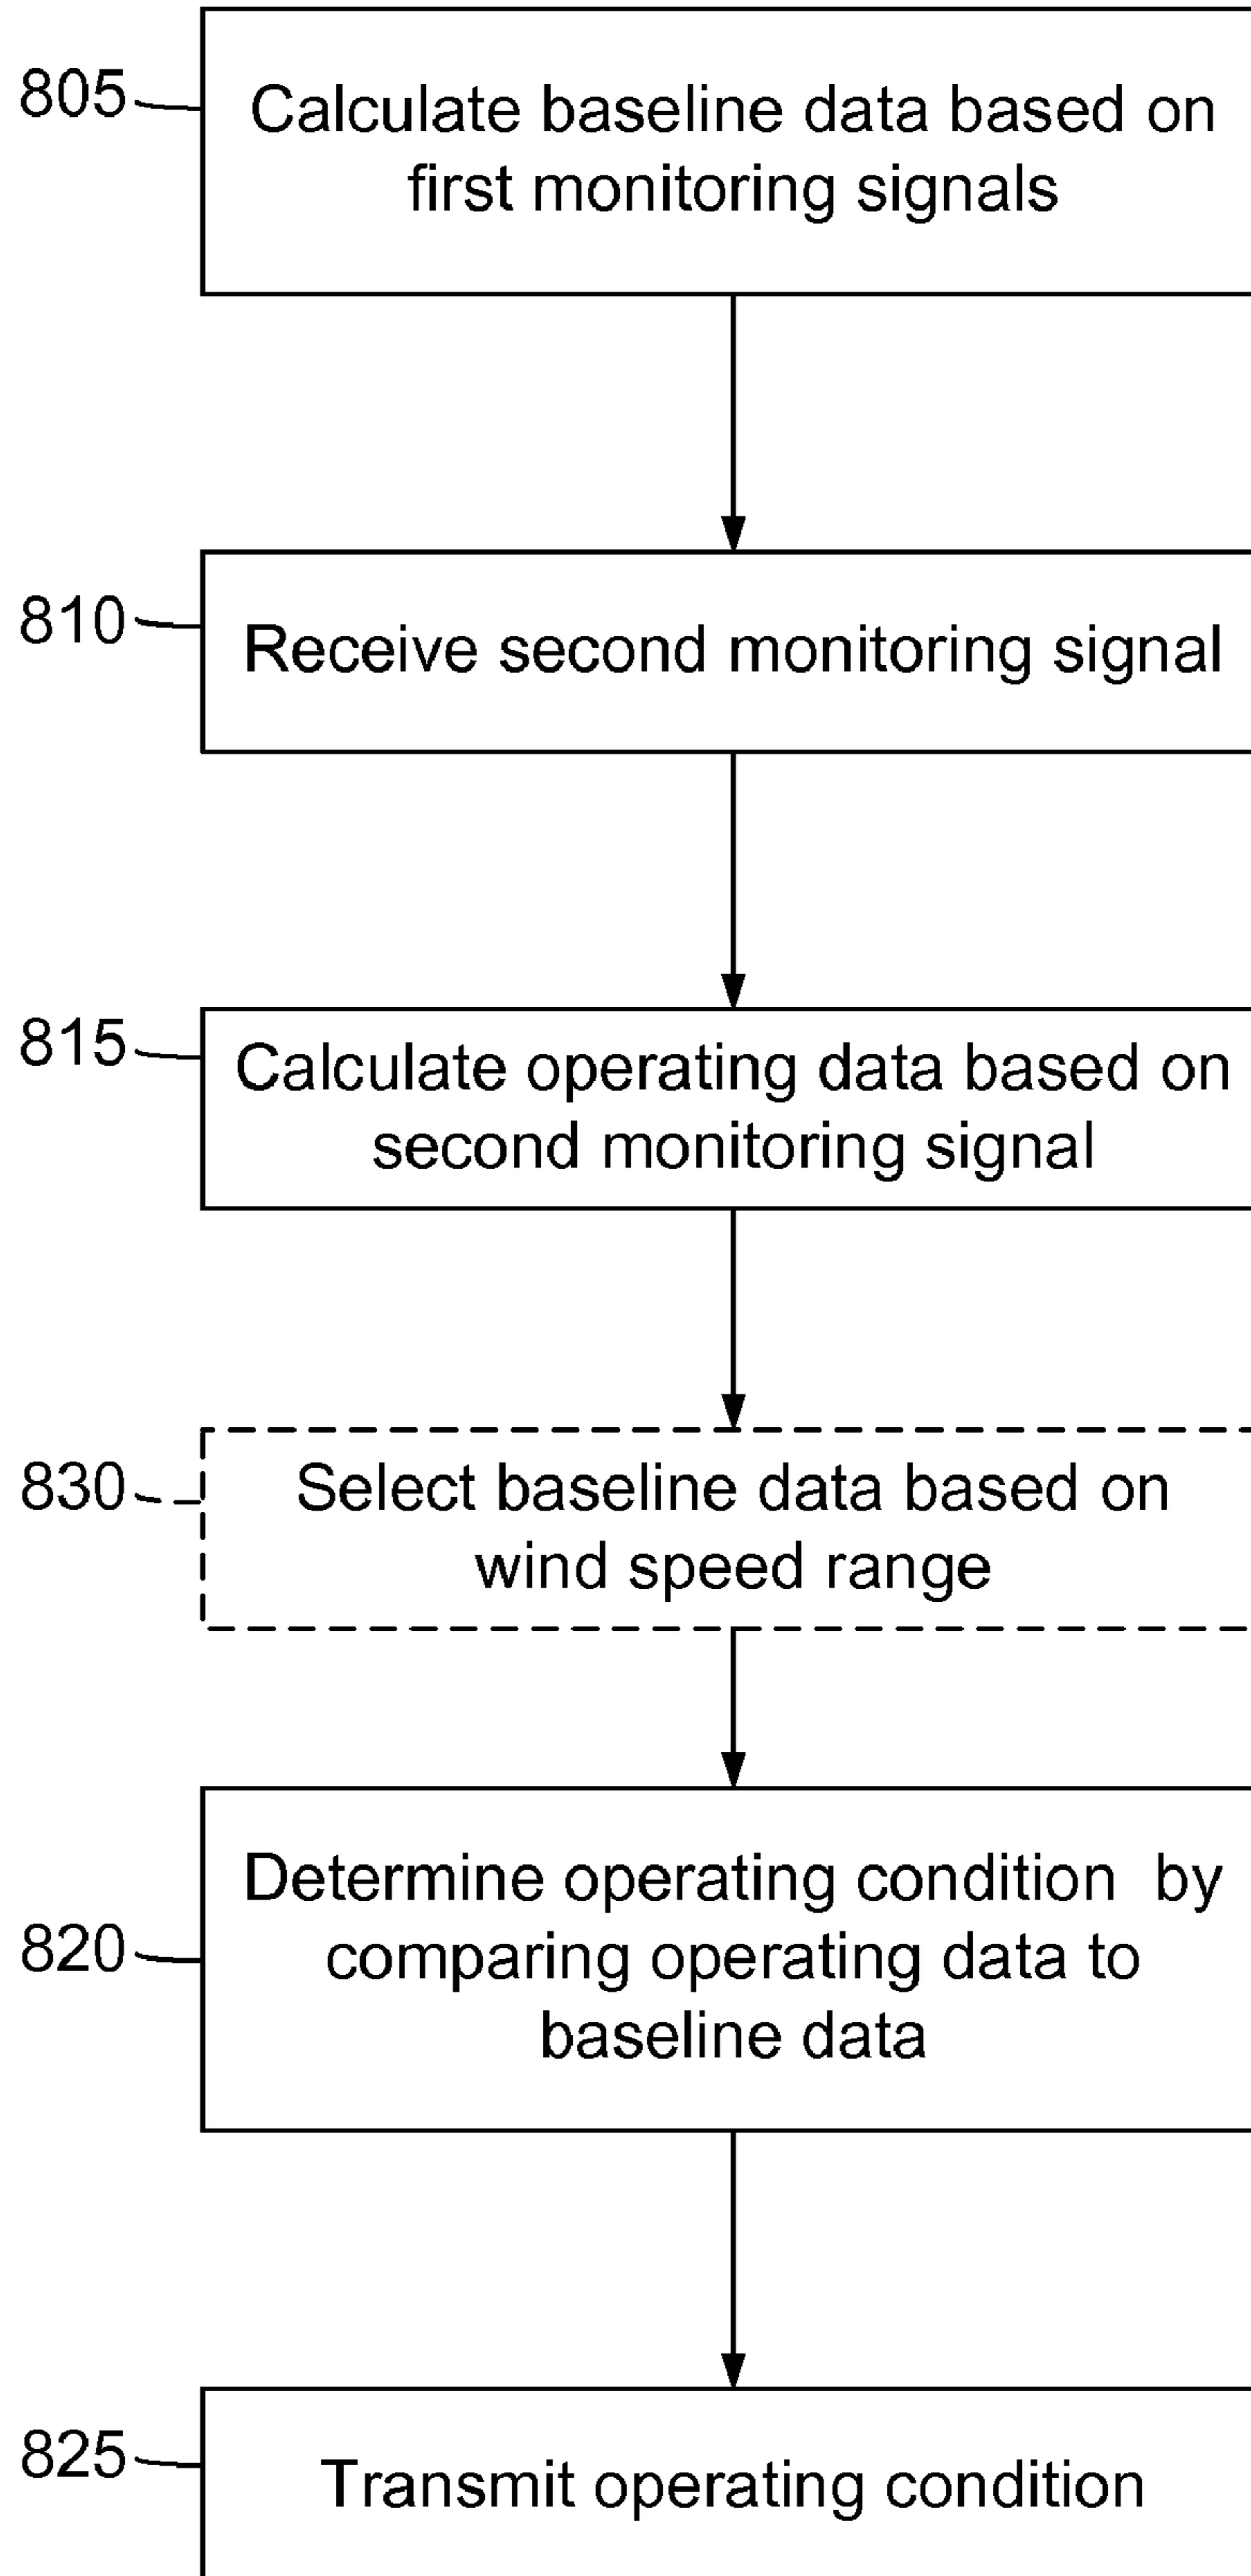 805
Calculate baseline data based on
first monitoring signals
810
Receive second monitoring signal
815
Calculate operating data based on
second monitoring signal
830
Select baseline data based on
wind speed range
820
Determine operating condition by
comparing operating data to
baseline data
825
Transmit operating condition